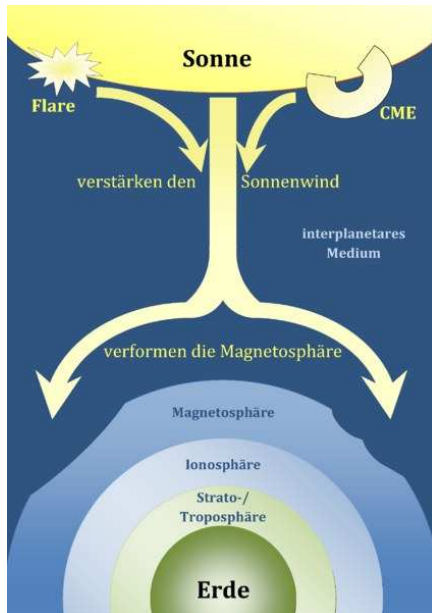 Sonne
Flare
CME
verstärken den Sonnenwind
interplanetares
Medium
verformen die Magnetosphäre
Magnetosphäre
Ionosphäre
Strato-/
Troposphäre
Erde